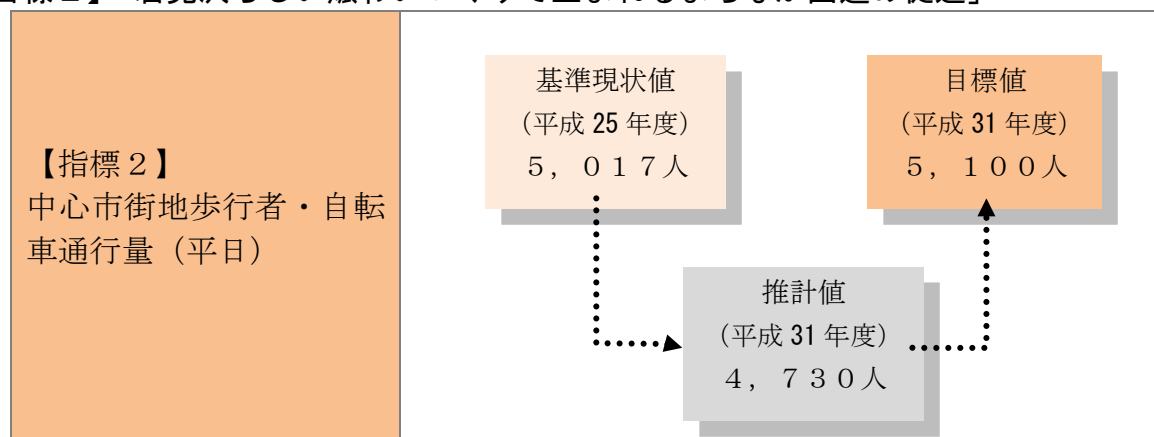 【指標２】
中心市街地歩行者・自転
車通行量（平日）
基準現状値
（平成 25 年度）
５，０１７人
目標値
（平成 31 年度）
５，１００人
推計値
（平成 31 年度）
４，７３０人